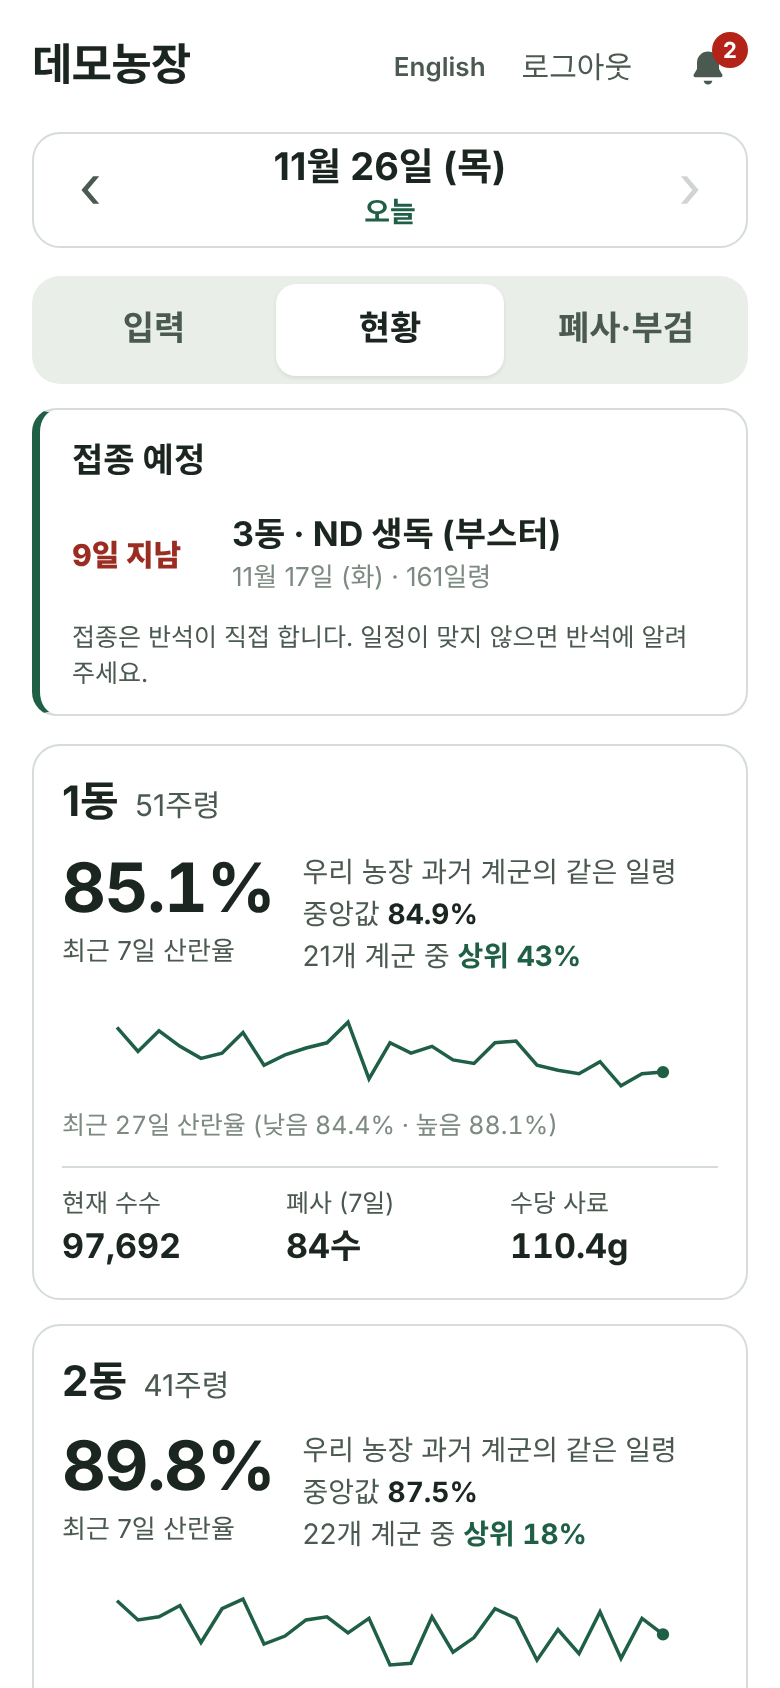 데모농장
English 로그아웃 2
11월 26일 (목)
오늘
입력 현황 폐사·부검
접종 예정
9일 지남
3동 · ND 생독 (부스터)
11월 17일 (화) · 161일령
접종은 반석이 직접 합니다. 일정이 맞지 않으면 반석에 알려
주세요.
1동 51주령
85.1%
최근 7일 산란율
우리 농장 과거 계군의 같은 일령
중앙값 84.9%
21개 계군 중 상위 43%
최근 27일 산란율 (낮음 84.4% · 높음 88.1%)
현재 수수 폐사 (7일) 수당 사료
97,692 84수 110.4g
2동 41주령
89.8%
최근 7일 산란율
우리 농장 과거 계군의 같은 일령
중앙값 87.5%
22개 계군 중 상위 18%